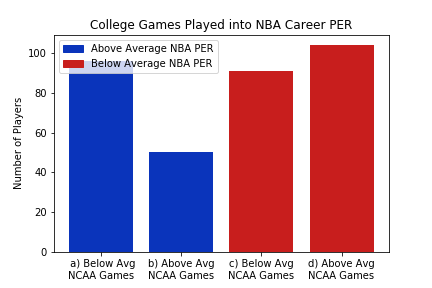 College Games Played into NBA Career PER
Above Average NBA PER
Below Average NBA PER
Number of Players
100
80
60
40
20
0
a) Below Avg
NCAA Games
b) Above Avg
NCAA Games
c) Below Avg
NCAA Games
d) Above Avg
NCAA Games